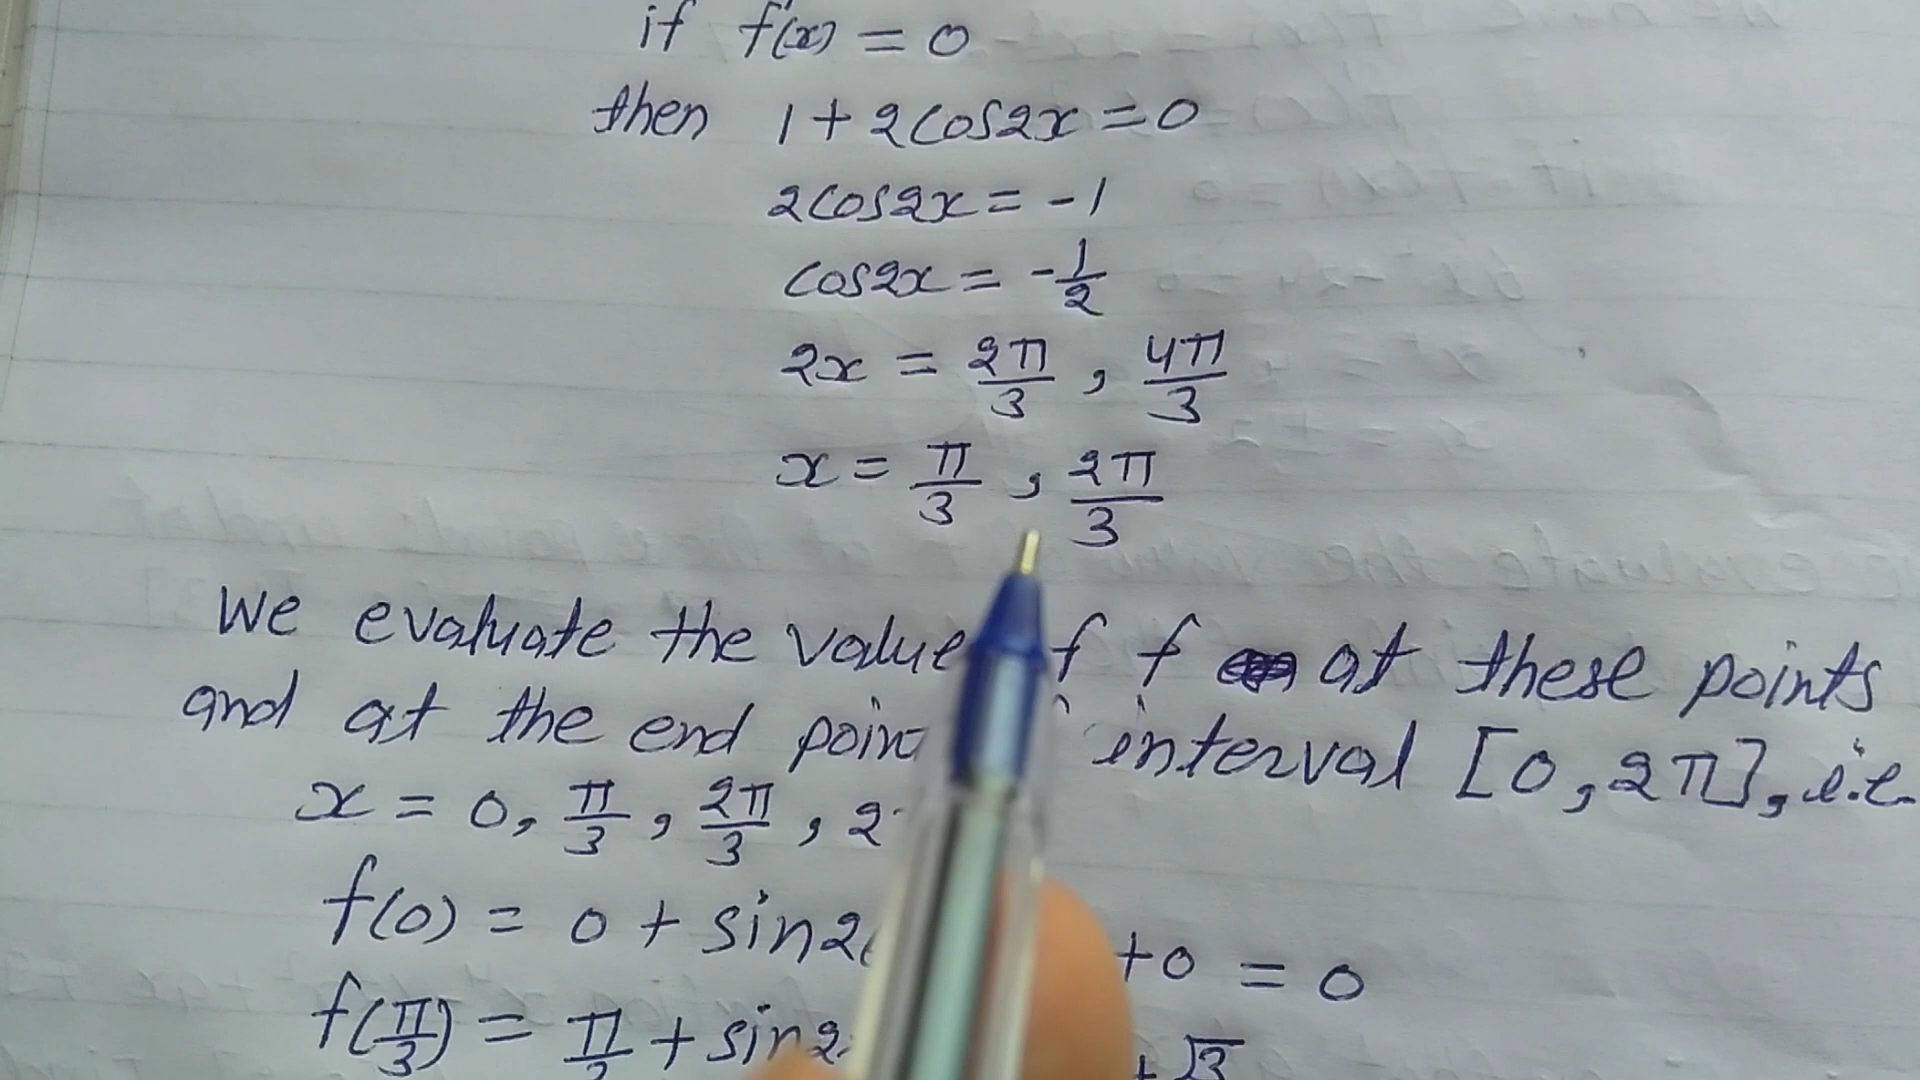 if f'(x) = 0
then 1 + 2cos2x = 0
2cos2x = -1
cos2x = -1/2
2x = 2π/3 , 4π/3
x = π/3 , 2π/3
We evaluate the value f at these points
and at the end interval [0, 2π], i.e.
x = 0, π/3 , 2π/3 , 2
f(0) = 0 + sin2 +0 = 0
f(π/3) = π/3 + sin2 + √3